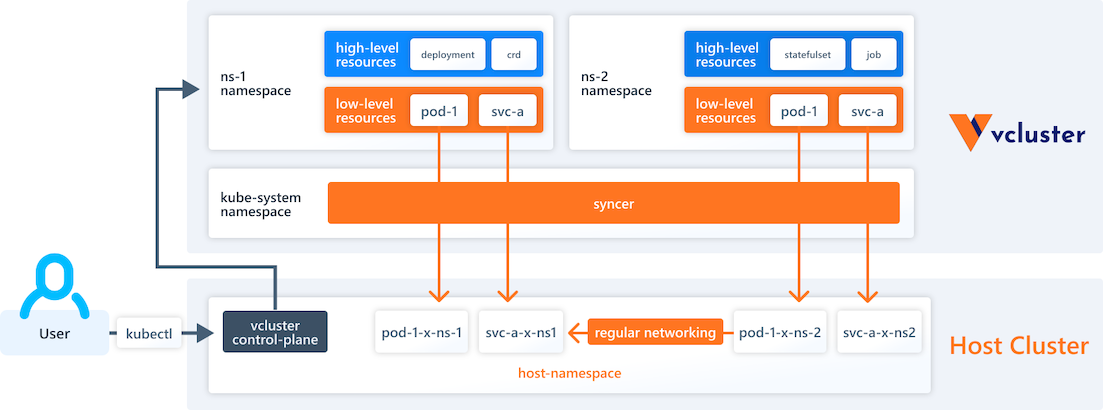 high-level
resources
deployment
crd
ns-1
namespace
low-level
resources
pod-1
svc-a
high-level
resources
statefulset
job
ns-2
namespace
low-level
resources
pod-1
svc-a
vcluster
kube-system
namespace
syncer
User
kubectl
vcluster
control-plane
pod-1-x-ns-1
svc-a-x-ns1
regular networking
pod-1-x-ns-2
svc-a-x-ns2
host-namespace
Host Cluster